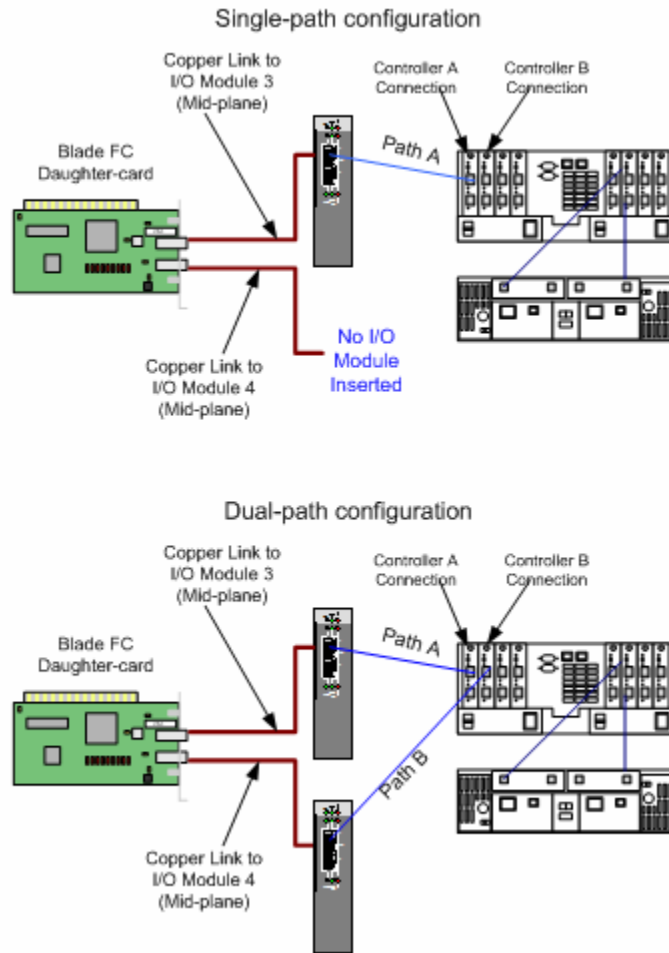 Single-path configuration
Copper Link to
I/O Module 3
(Mid-plane)
Controller A
Connection
Controller B
Connection
Blade FC
Daughter-card
Path A
Copper Link to
I/O Module 4
(Mid-plane)
No I/O
Module
Inserted
Dual-path configuration
Copper Link to
I/O Module 3
(Mid-plane)
Controller A
Connection
Controller B
Connection
Blade FC
Daughter-card
Path A
Path B
Copper Link to
I/O Module 4
(Mid-plane)